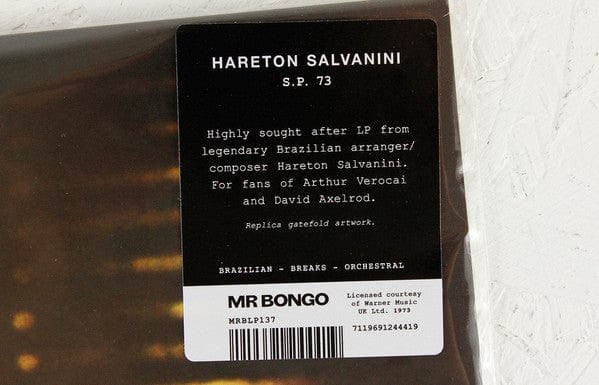 HARETON SALVANINI
S.P. 73
Highly sought after LP from
legendary Brazilian arranger/
composer Hareton Salvanini.
For fans of Arthur Verocai
and David Axelrod.
Replica gatefold artwork.
BRAZILIAN - BREAKS - ORCHESTRAL
MR BONGO
MRBLP137
Licensed courtesy
of Warner Music
UK Ltd. 1973
7119691244419